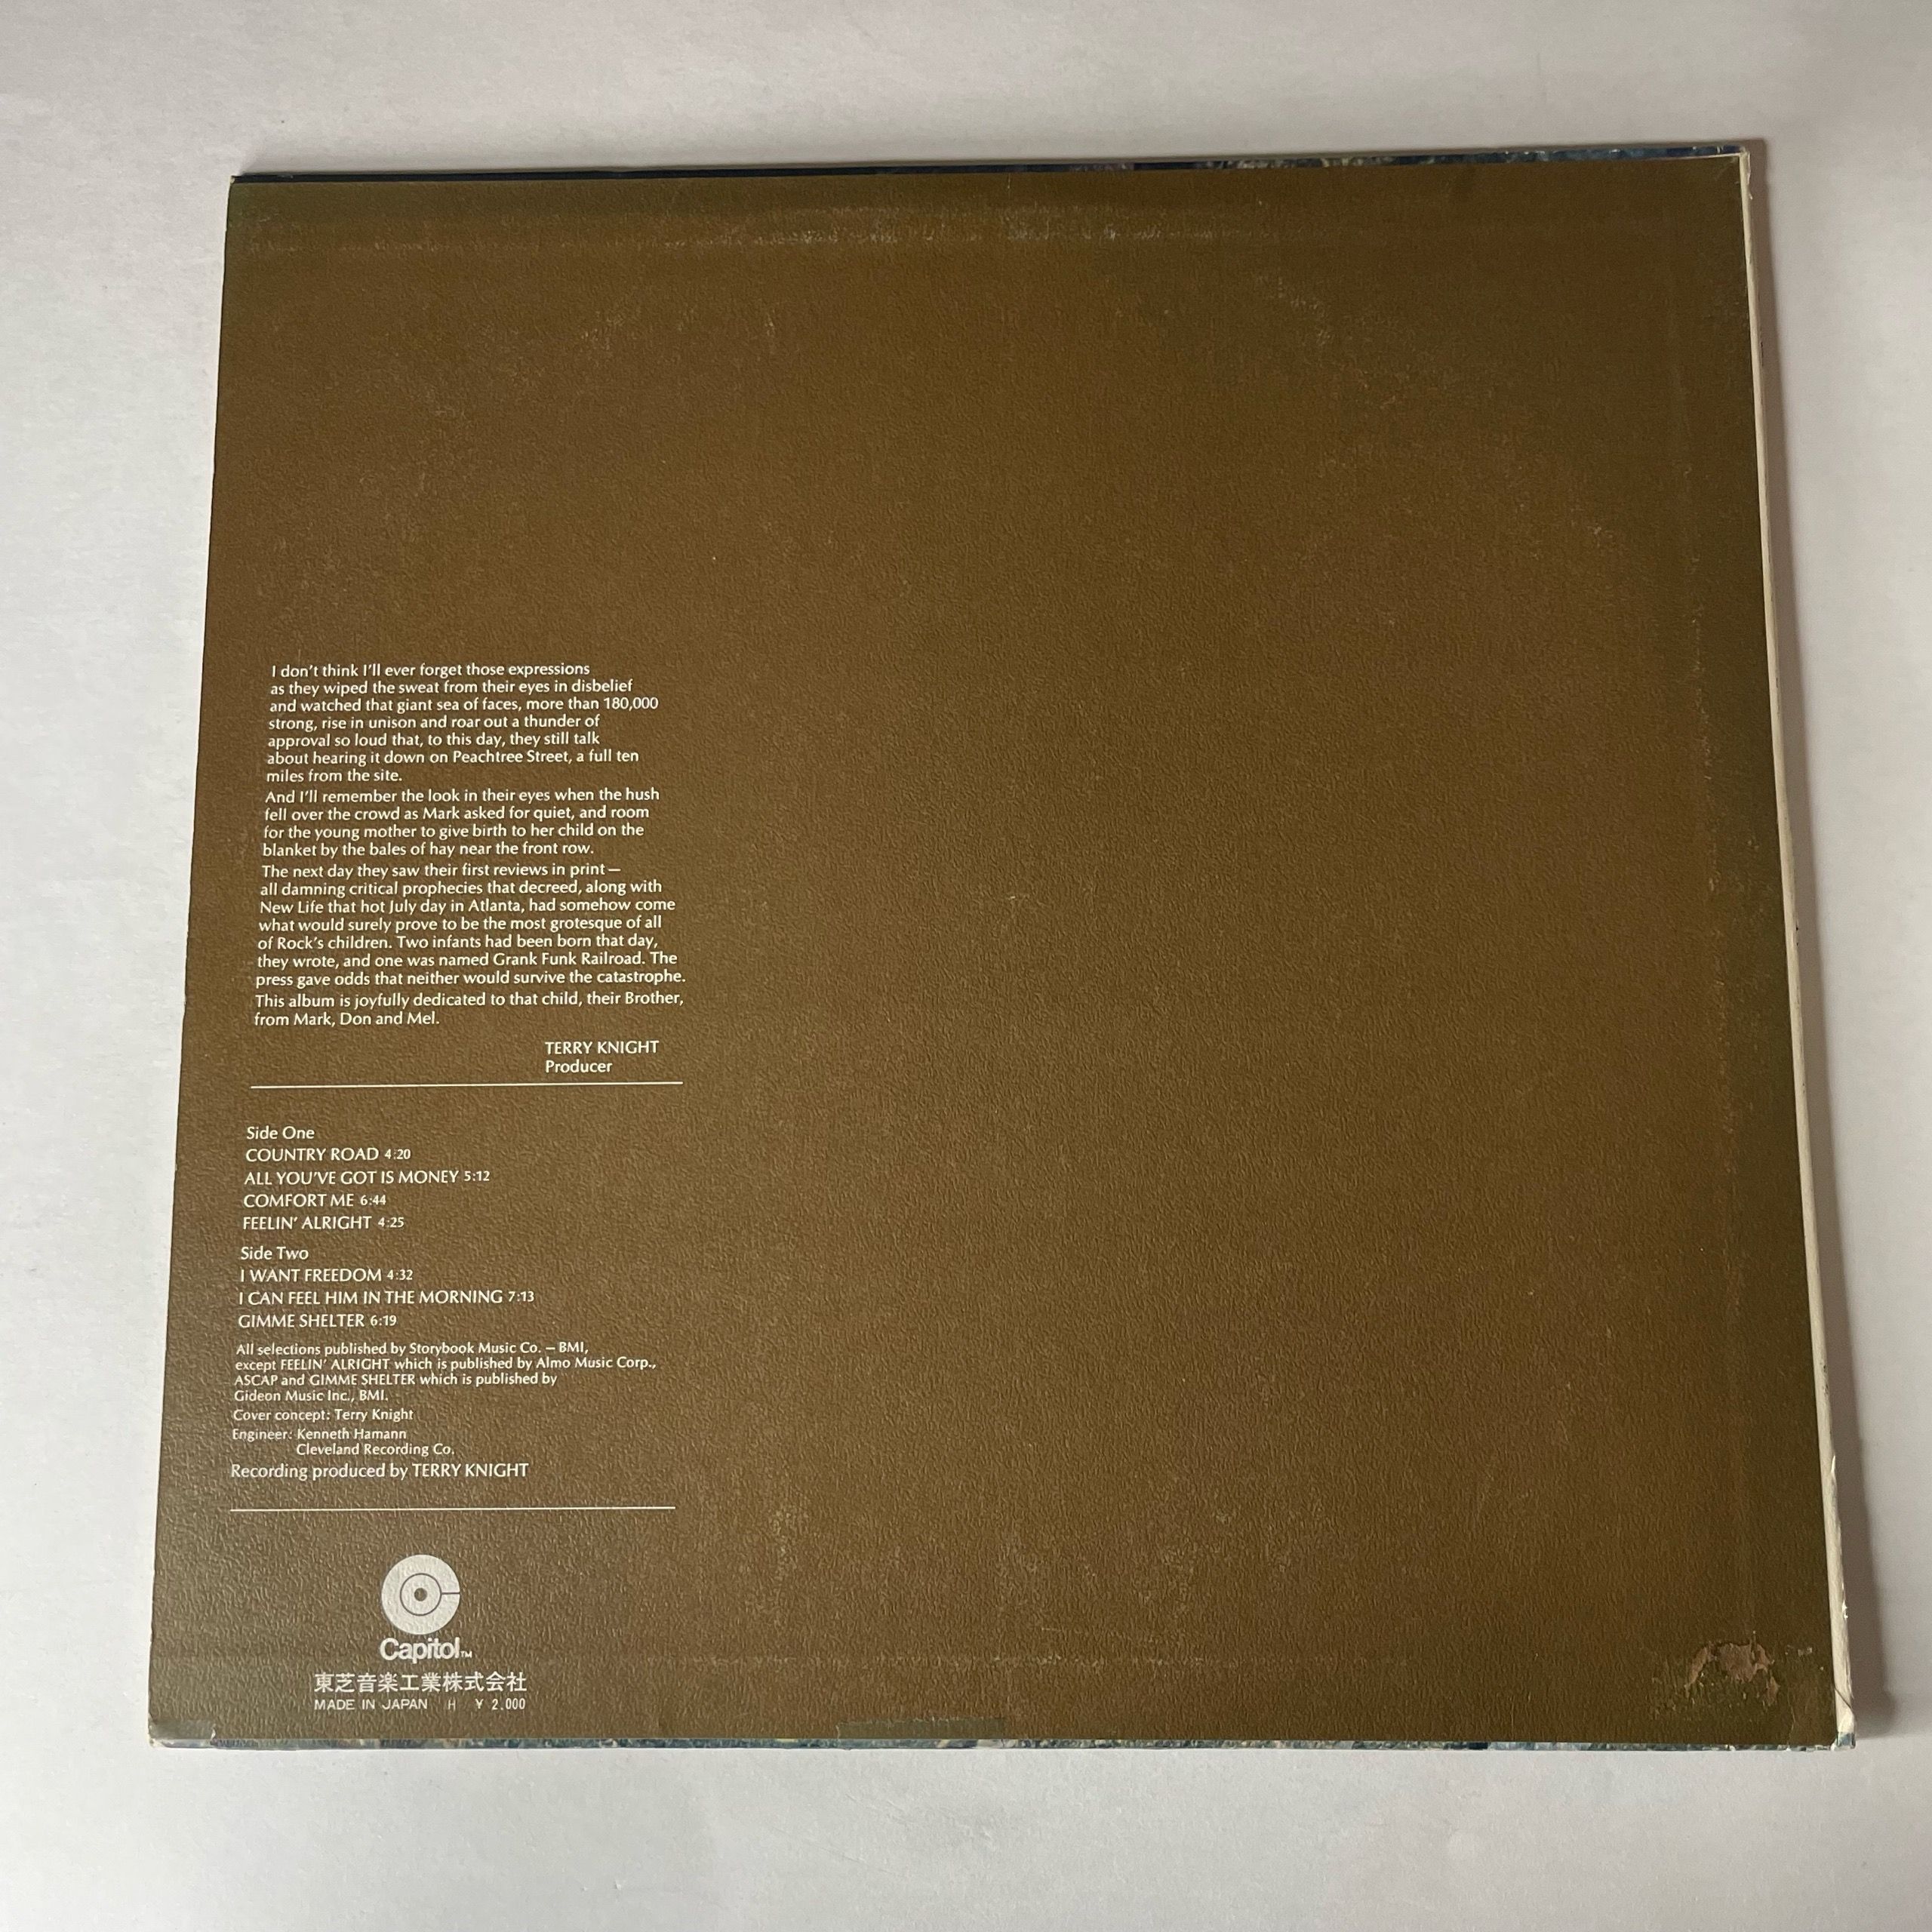 I don't think I'll ever forget those expressions
as they wiped the sweat from their eyes in disbelief
and watched that giant sea of faces, more than 180,000
strong, rise in unison and roar out a thunder of
approval so loud that, to this day, they still talk
about hearing it down on Peachtree Street, a full ten
miles from the site.
And I'll remember the look in their eyes when the hush
fell over the crowd as Mark asked for quiet, and room
for the young mother to give birth to her child on the
blanket by the bales of hay near the front row.
The next day they saw their first reviews in print—
all damning critical prophecies that decreed, along with
New Life that hot July day in Atlanta, had somehow come
what would surely prove to be the most grotesque of all
of Rock's children. Two infants had been born that day,
they wrote, and one was named Grank Funk Railroad. The
press gave odds that neither would survive the catastrophe.
This album is joyfully dedicated to that child, their Brother,
from Mark, Don and Mel.
TERRY KNIGHT
Producer
Side One
COUNTRY ROAD 4:20
ALL YOU'VE GOT IS MONEY 5:12
COMFORT ME 6:44
FEELIN' ALRIGHT 4:25
Side Two
I WANT FREEDOM 4:32
I CAN FEEL HIM IN THE MORNING 7:13
GIMME SHELTER 6:19
All selections published by Storybook Music Co. — BMI,
except FEELIN' ALRIGHT which is published by Almo Music Corp.,
ASCAP and GIMME SHELTER which is published by
Gideon Music Inc., BMI.
Cover concept: Terry Knight
Engineer: Kenneth Hamann
Cleveland Recording Co.
Recording produced by TERRY KNIGHT
Capitol TM
東芝音楽工業株式会社
MADE IN JAPAN H ¥ 2,000